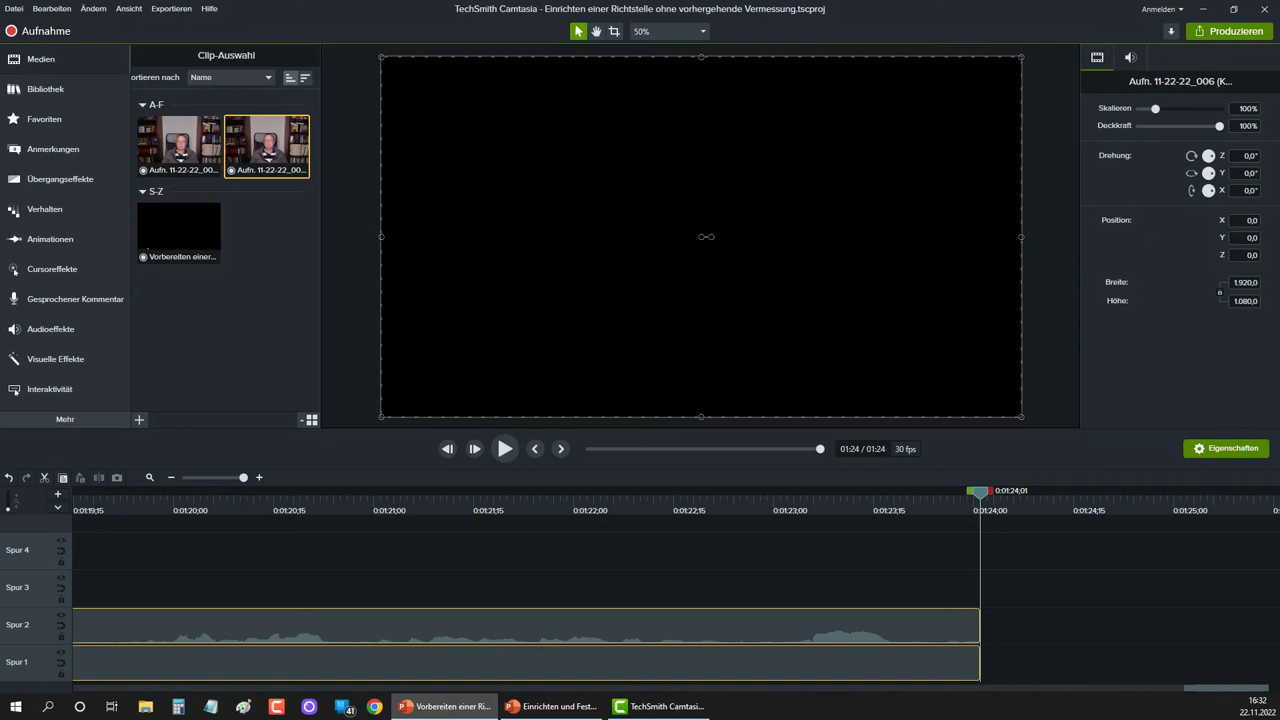 Datei Bearbeiten Ändern Ansicht Exportieren Hilfe
TechSmith Camtasia - Einrichten einer Richtstelle ohne vorhergehende Vermessung.tscproj
Anmelden
Aufnahme
50%
Produzieren
Medien
Bibliothek
Favoriten
Anmerkungen
Übergangseffekte
Verhalten
Animationen
Cursoreffekte
Gesprochener Kommentar
Audioeffekte
Visuelle Effekte
Interaktivität
Mehr
Clip-Auswahl
ortieren nach Name
A-F
Aufn. 11-22-22_00... Aufn. 11-22-22_00...
S-Z
Vorbereiten einer...
Aufn. 11-22-22_006 (K...
Skalieren 100%
Deckkraft 100%
Drehung: Z 0,0°
Y 0,0°
X 0,0°
Position: X 0,0
Y 0,0
Z 0,0
Breite: 1.920,0
Höhe: 1.080,0
01:24 / 01:24 30 fps
Eigenschaften
0:01:24;01
0:01:19;15 0:01:20;00 0:01:20;15 0:01:21;00 0:01:21;15 0:01:22;00 0:01:22;15 0:01:23;00 0:01:23;15 0:01:24;00 0:01:24;15 0:01:25;00
Spur 4
Spur 3
Spur 2
Spur 1
41
Vorbereiten einer Ri... Einrichten und Fest... TechSmith Camtasi...
16:32
22.11.2022